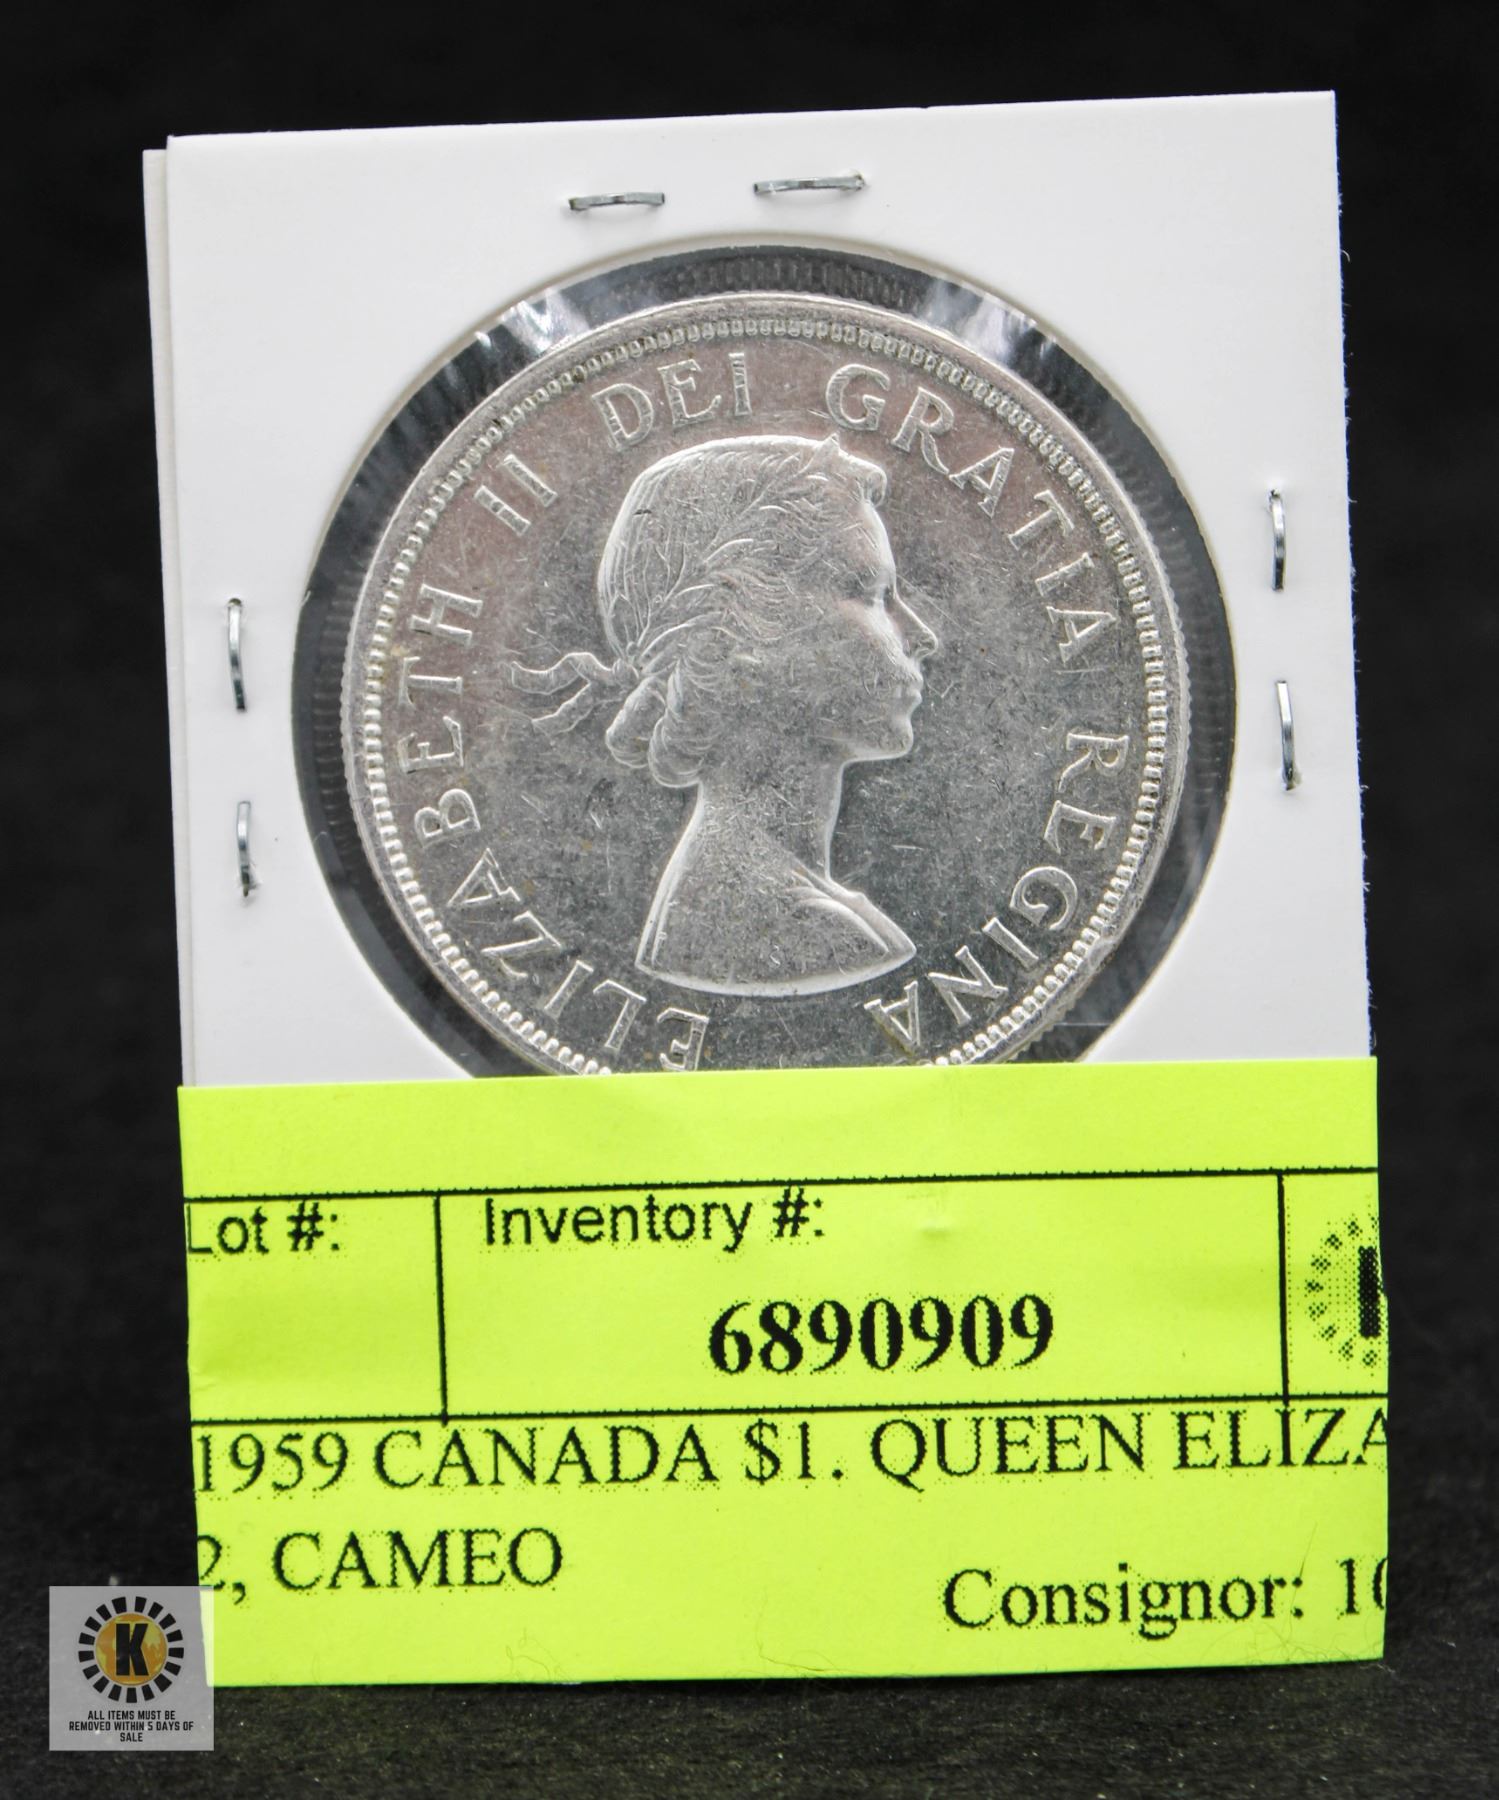 ELIZABETH II DEI GRATIA REGINA
Lot #:
Inventory #:
6890909
1959 CANADA $1. QUEEN ELIZA
2, CAMEO
Consignor: 10
K
ALL ITEMS MUST BE
REMOVED WITHIN 5 DAYS OF
SALE